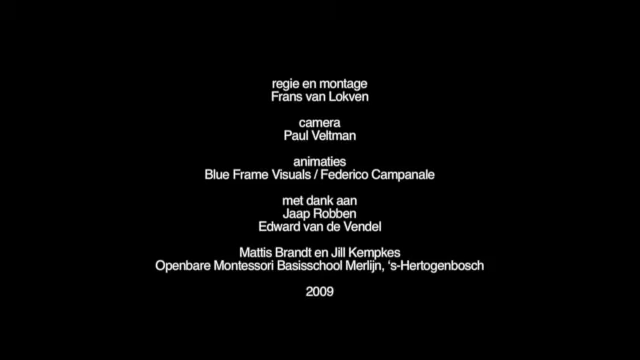 regie en montage
Frans van Lokven
camera
Paul Veltman
animaties
Blue Frame Visuals / Federico Campanale
met dank aan
Jaap Robben
Edward van de Vendel
Mattis Brandt en Jill Kempkes
Openbare Montessori Basisschool Merlijn, ‘s-Hertogenbosch
2009